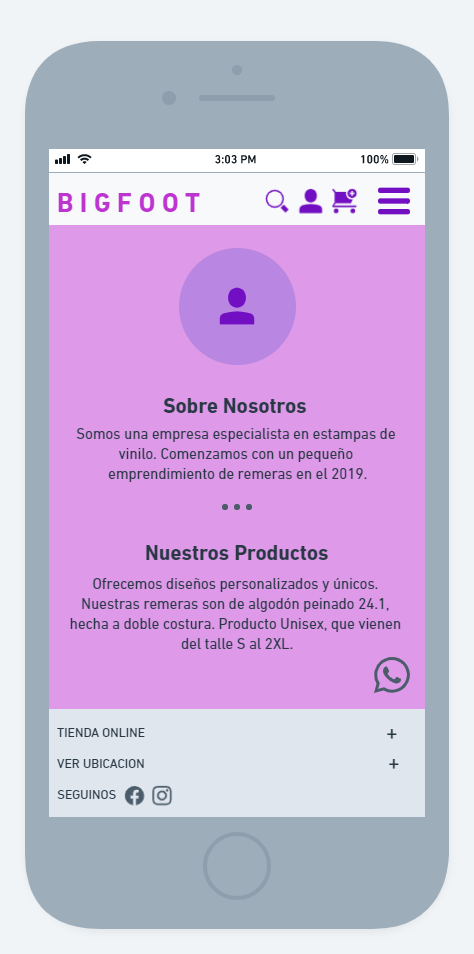 3:03 PM 100%
BIGFOOT
Sobre Nosotros
Somos una empresa especialista en estampas de
vinilo. Comenzamos con un pequeño
emprendimiento de remeras en el 2019.
Nuestros Productos
Ofrecemos diseños personalizados y únicos.
Nuestras remeras son de algodón peinado 24.1,
hecha a doble costura. Producto Unisex, que vienen
del talle S al 2XL.
TIENDA ONLINE +
VER UBICACION +
SEGUINOS